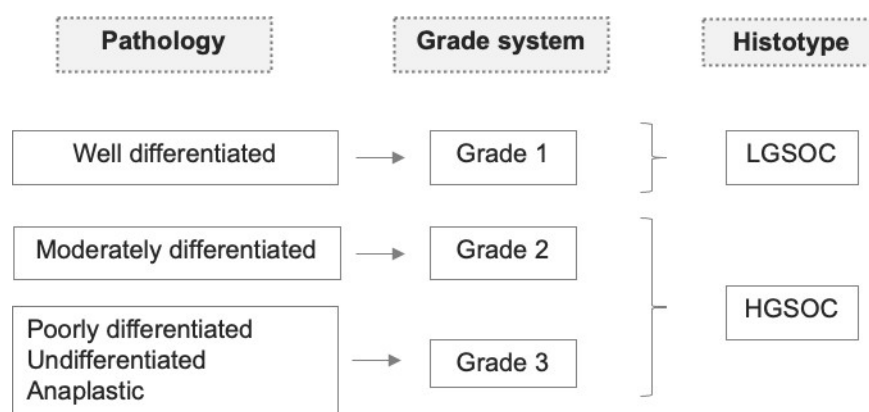 Pathology
Grade system
Histotype
Well differentiated
Grade 1
LGSOC
Moderately differentiated
Grade 2
HGSOC
Poorly differentiated
Undifferentiated
Anaplastic
Grade 3